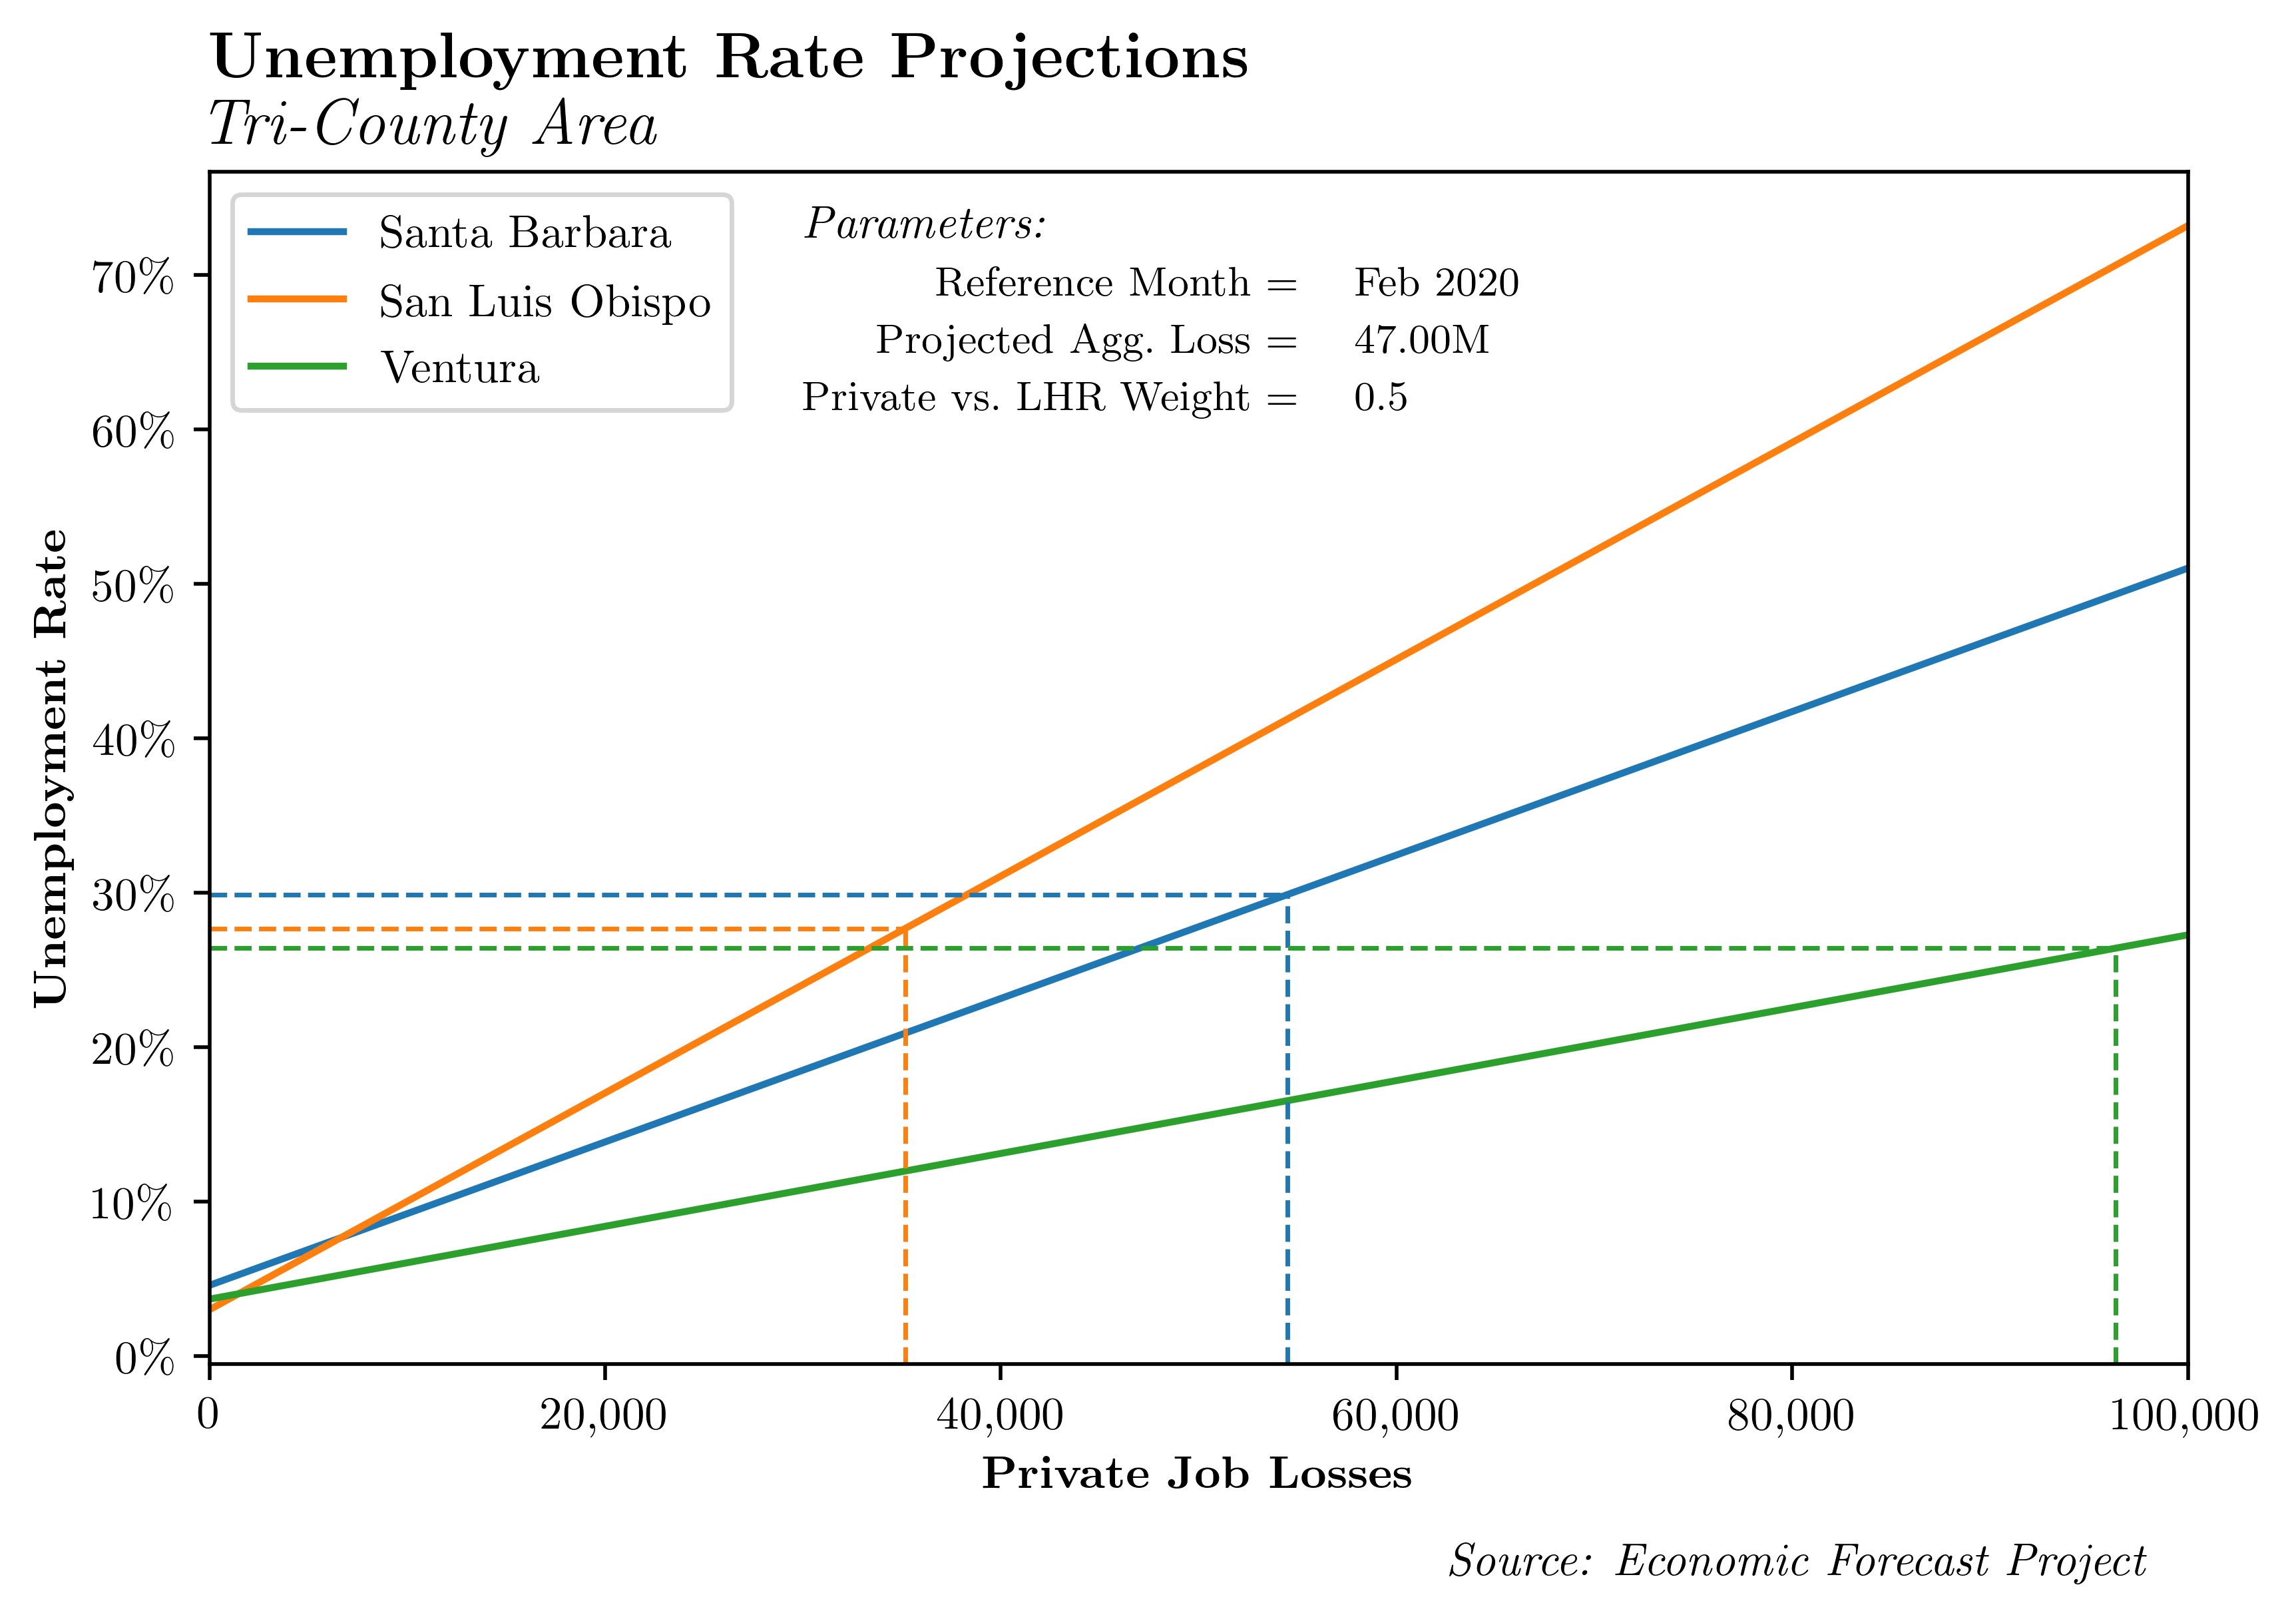 Unemployment Rate Projections
Tri-County Area
Santa Barbara
San Luis Obispo
Ventura
Parameters:
Reference Month = Feb 2020
Projected Agg. Loss = 47.00M
Private vs. LHR Weight = 0.5
Unemployment Rate
70%
60%
50%
40%
30%
20%
10%
0%
0 20,000 40,000 60,000 80,000 100,000
Private Job Losses
Source: Economic Forecast Project